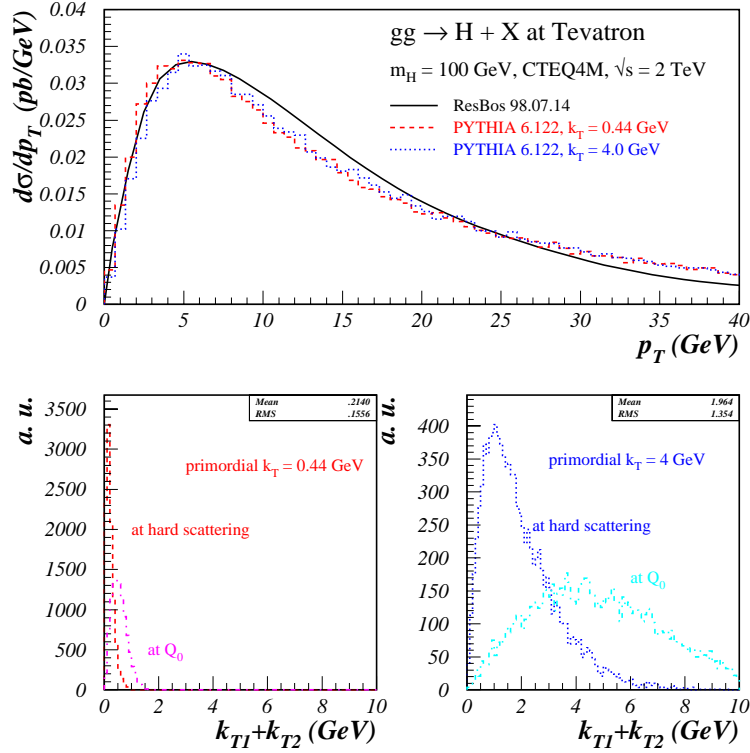 gg → H + X at Tevatron
m_H = 100 GeV, CTEQ4M, √s = 2 TeV
ResBos 98.07.14
PYTHIA 6.122, k_T = 0.44 GeV
PYTHIA 6.122, k_T = 4.0 GeV
dσ/dp_T (pb/GeV)
0.04
0.035
0.03
0.025
0.02
0.015
0.01
0.005
0
0 5 10 15 20 25 30 35 40
p_T (GeV)
a. u.
Mean .2140
RMS .1556
3500
3000
2500
2000
1500
1000
500
0
primordial k_T = 0.44 GeV
at hard scattering
at Q_0
0 2 4 6 8 10
k_T1+k_T2 (GeV)
a. u.
Mean 1.964
RMS 1.354
400
350
300
250
200
150
100
50
0
primordial k_T = 4 GeV
at hard scattering
at Q_0
0 2 4 6 8 10
k_T1+k_T2 (GeV)